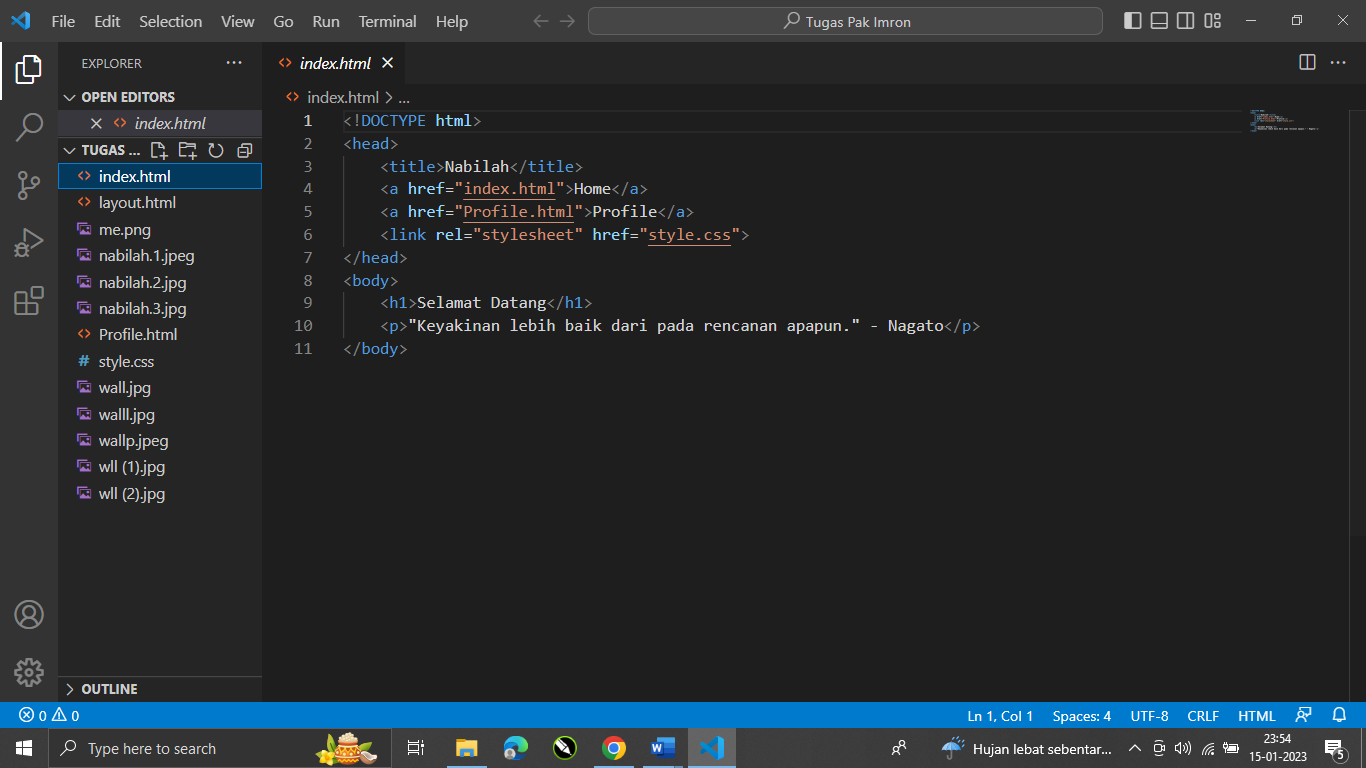 File Edit Selection View Go Run Terminal Help
Tugas Pak Imron
EXPLORER
OPEN EDITORS
index.html
TUGAS ...
index.html
layout.html
me.png
nabilah.1.jpeg
nabilah.2.jpg
nabilah.3.jpg
Profile.html
# style.css
wall.jpg
walll.jpg
wallp.jpeg
wll (1).jpg
wll (2).jpg
OUTLINE
index.html
index.html > ...
1 <!DOCTYPE html>
2 <head>
3 <title>Nabilah</title>
4 <a href="index.html">Home</a>
5 <a href="Profile.html">Profile</a>
6 <link rel="stylesheet" href="style.css">
7 </head>
8 <body>
9 <h1>Selamat Datang</h1>
10 <p>"Keyakinan lebih baik dari pada rencanan apapun." - Nagato</p>
11 </body>
0 0 Ln 1, Col 1 Spaces: 4 UTF-8 CRLF HTML
Type here to search
Hujan lebat sebentar...
23:54
15-01-2023
5